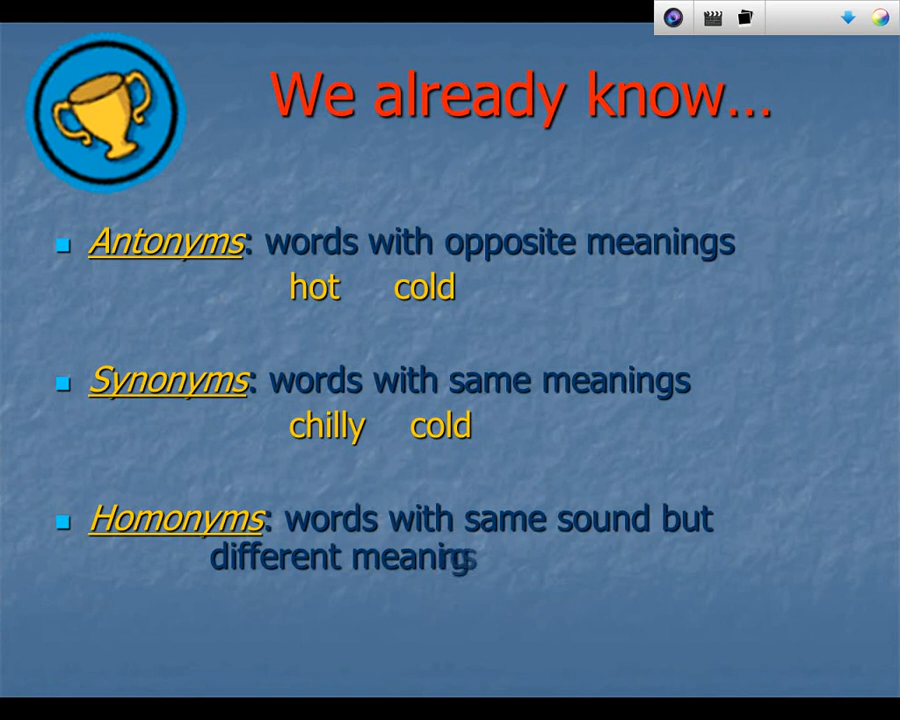 We already know...
Antonyms: words with opposite meanings
hot cold
Synonyms: words with same meanings
chilly cold
Homonyms: words with same sound but
different meanings